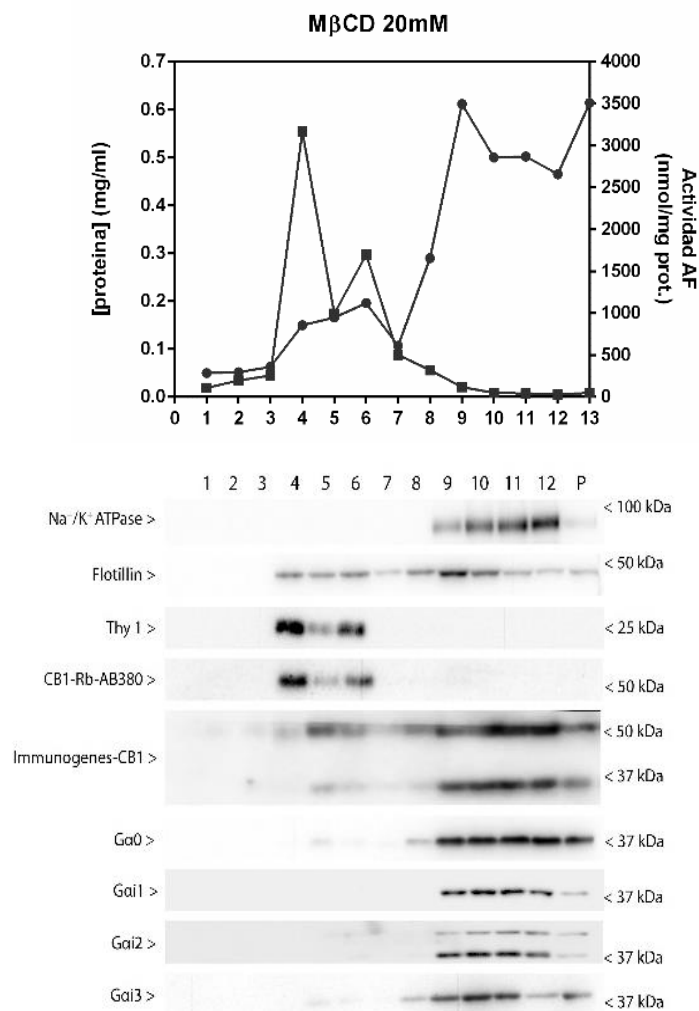 MβCD 20mM
0.7
0.6
0.5
0.4
0.3
0.2
0.1
0.0
[proteina] (mg/ml)
4000
3500
3000
2500
2000
1500
1000
500
0
Actividad AF
(nmol/mg prot.)
0 1 2 3 4 5 6 7 8 9 10 11 12 13
1 2 3 4 5 6 7 8 9 10 11 12 P
Na⁺/K⁺ ATPase > < 100 kDa
Flotillin > < 50 kDa
Thy 1 > < 25 kDa
CB1-Rb-AB380 > < 50 kDa
Immunogenes-CB1 > < 50 kDa
< 37 kDa
Gα0 > < 37 kDa
Gαi1 > < 37 kDa
Gαi2 > < 37 kDa
Gαi3 > < 37 kDa